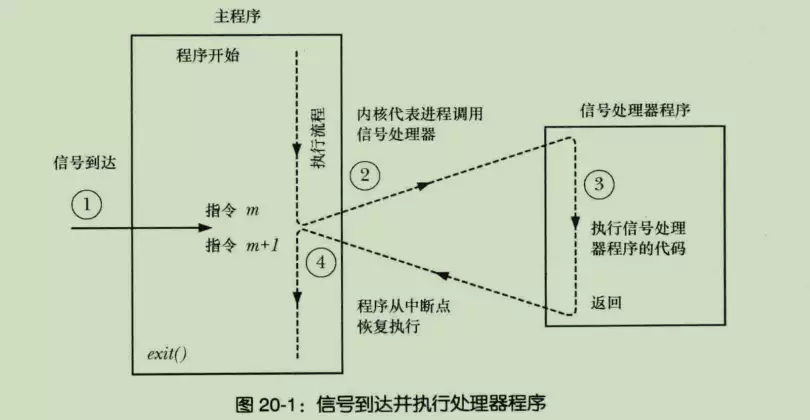 主程序
程序开始
执行流程
内核代表进程调用
信号处理器
信号处理器程序
信号到达
1
2
3
指令 m
指令 m+1
4
执行信号处理
器程序的代码
程序从中断点
恢复执行
返回
exit()
图 20-1：信号到达并执行处理器程序